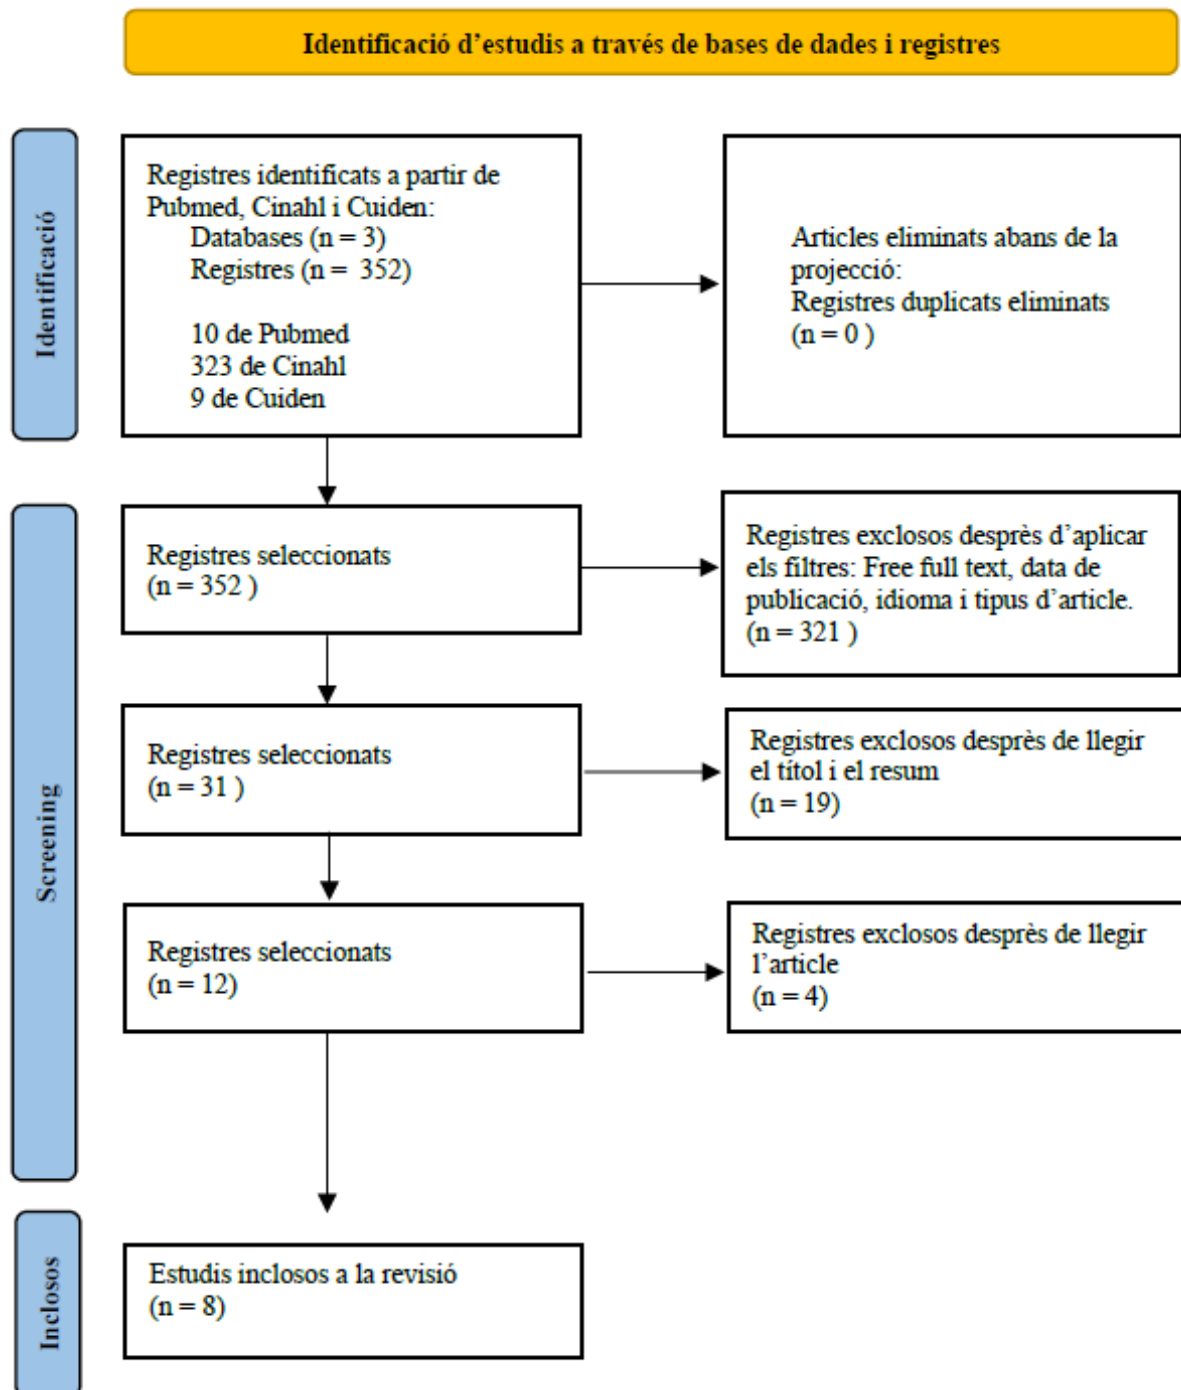 Identificació d’estudis a través de bases de dades i registres
Identificació
Registres identificats a partir de
Pubmed, Cinahl i Cuiden:
Databases (n = 3)
Registres (n = 352)
10 de Pubmed
323 de Cinahl
9 de Cuiden
Articles eliminats abans de la
projecció:
Registres duplicats eliminats
(n = 0 )
Screening
Registres seleccionats
(n = 352 )
Registres exclosos desprès d’aplicar
els filtres: Free full text, data de
publicació, idioma i tipus d’article.
(n = 321 )
Registres seleccionats
(n = 31 )
Registres exclosos desprès de llegir
el títol i el resum
(n = 19)
Registres seleccionats
(n = 12)
Registres exclosos desprès de llegir
l’article
(n = 4)
Inclosos
Estudis inclosos a la revisió
(n = 8)